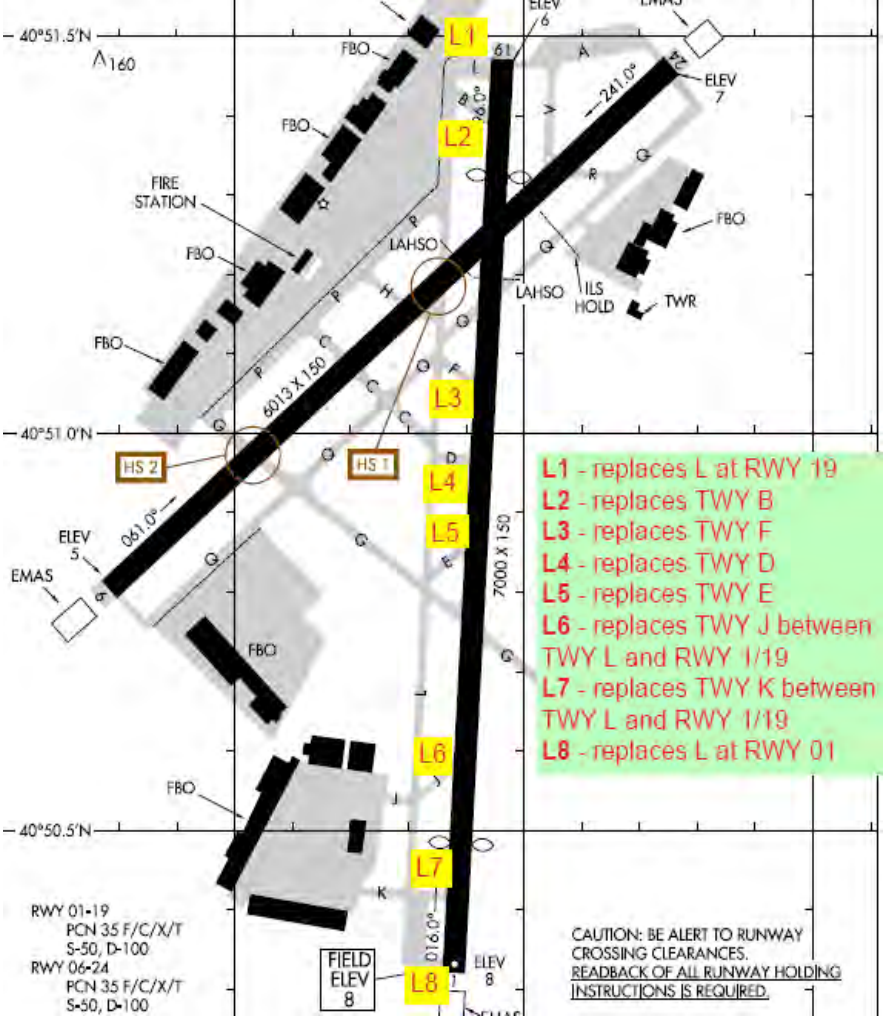 ELEV
6
EMAS
40°51.5'N
160
FBO
L1
19
A
24
ELEV
7
L
B
96.0°
241.0°
V
L2
FBO
R
Q
FIRE
STATION
P
FBO
LAHSO
Q
FBO
LAHSO
ILS
HOLD
TWR
P
H
G
FBO
C
Q
F
P
6013 X 150
C
L3
40°51.0'N
G
C
HS 2
Q
HS 1
D
L4
061.0°
ELEV
5
L5
G
E
7000 X 150
EMAS
6
Q
FBO
G
L
L1 - replaces L at RWY 19
L2 - replaces TWY B
L3 - replaces TWY F
L4 - replaces TWY D
L5 - replaces TWY E
L6 - replaces TWY J between
TWY L and RWY 1/19
L7 - replaces TWY K between
TWY L and RWY 1/19
L8 - replaces L at RWY 01
L6
FBO
J
J
40°50.5'N
L7
K
016.0°
RWY 01-19
PCN 35 F/C/X/T
S-50, D-100
RWY 06-24
PCN 35 F/C/X/T
S-50, D-100
FIELD
ELEV
8
L8
1
ELEV
8
CAUTION: BE ALERT TO RUNWAY
CROSSING CLEARANCES.
READBACK OF ALL RUNWAY HOLDING
INSTRUCTIONS IS REQUIRED.
EMAS